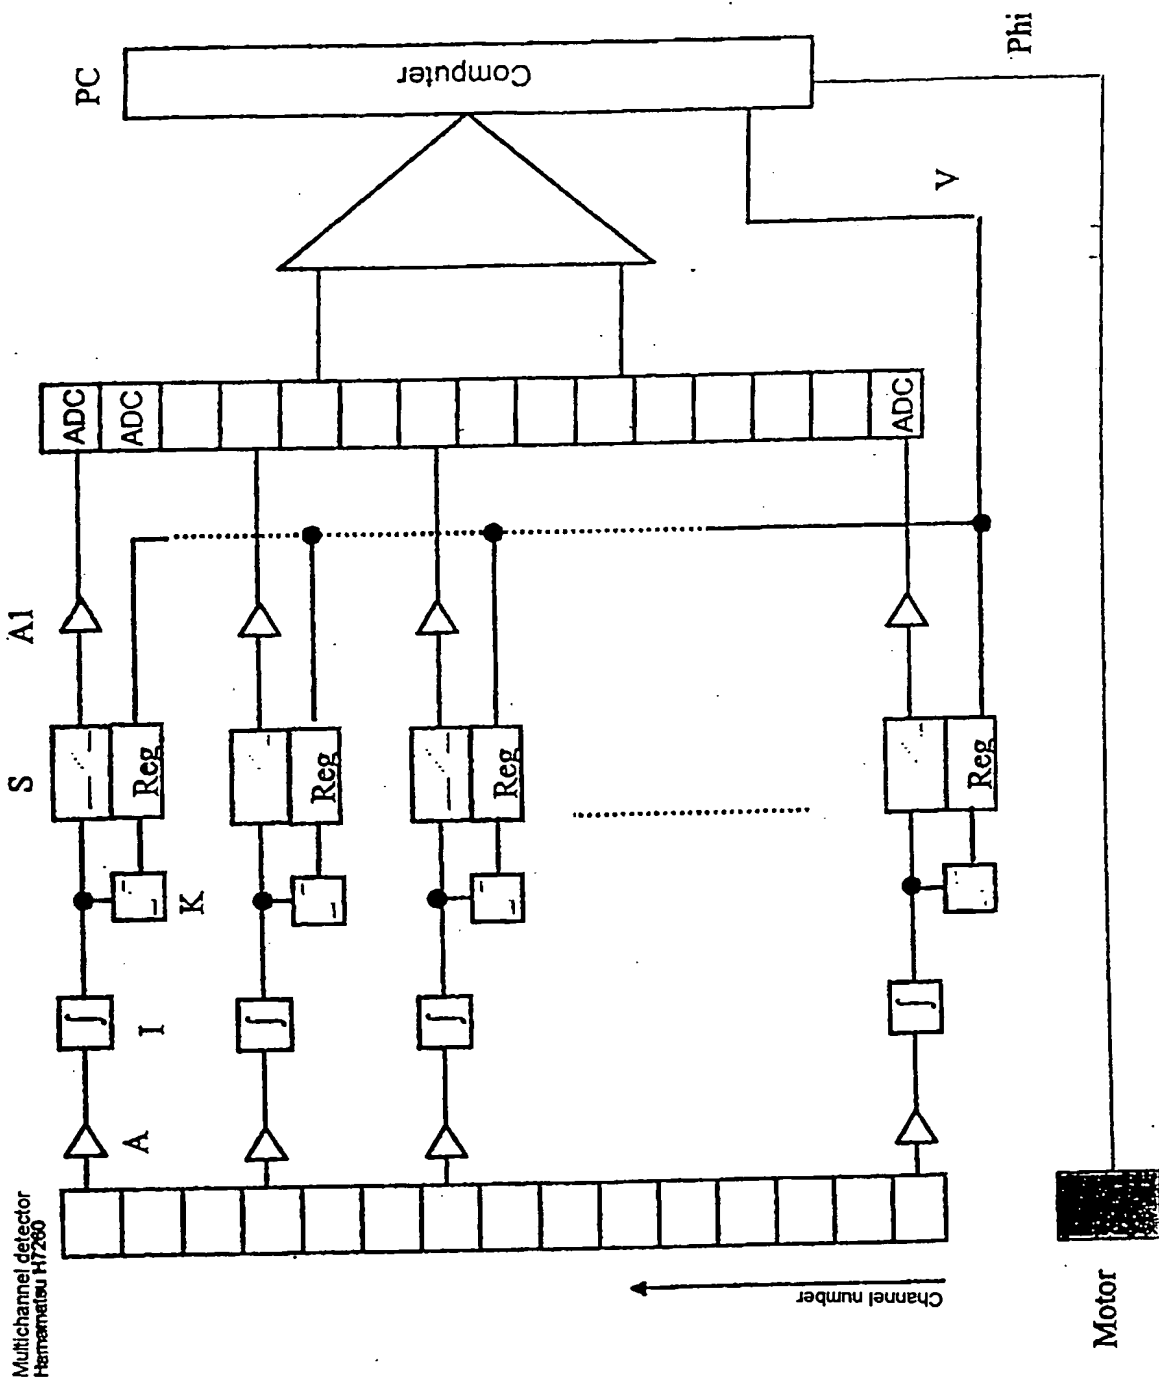 Multichannel detector
Hamamatsu H7260
A
I
K
S
A1
PC
Reg
Reg
Reg
Reg
ADC
ADC
ADC
Computer
V
Phi
Channel number
Motor
∫
∫
∫
∫